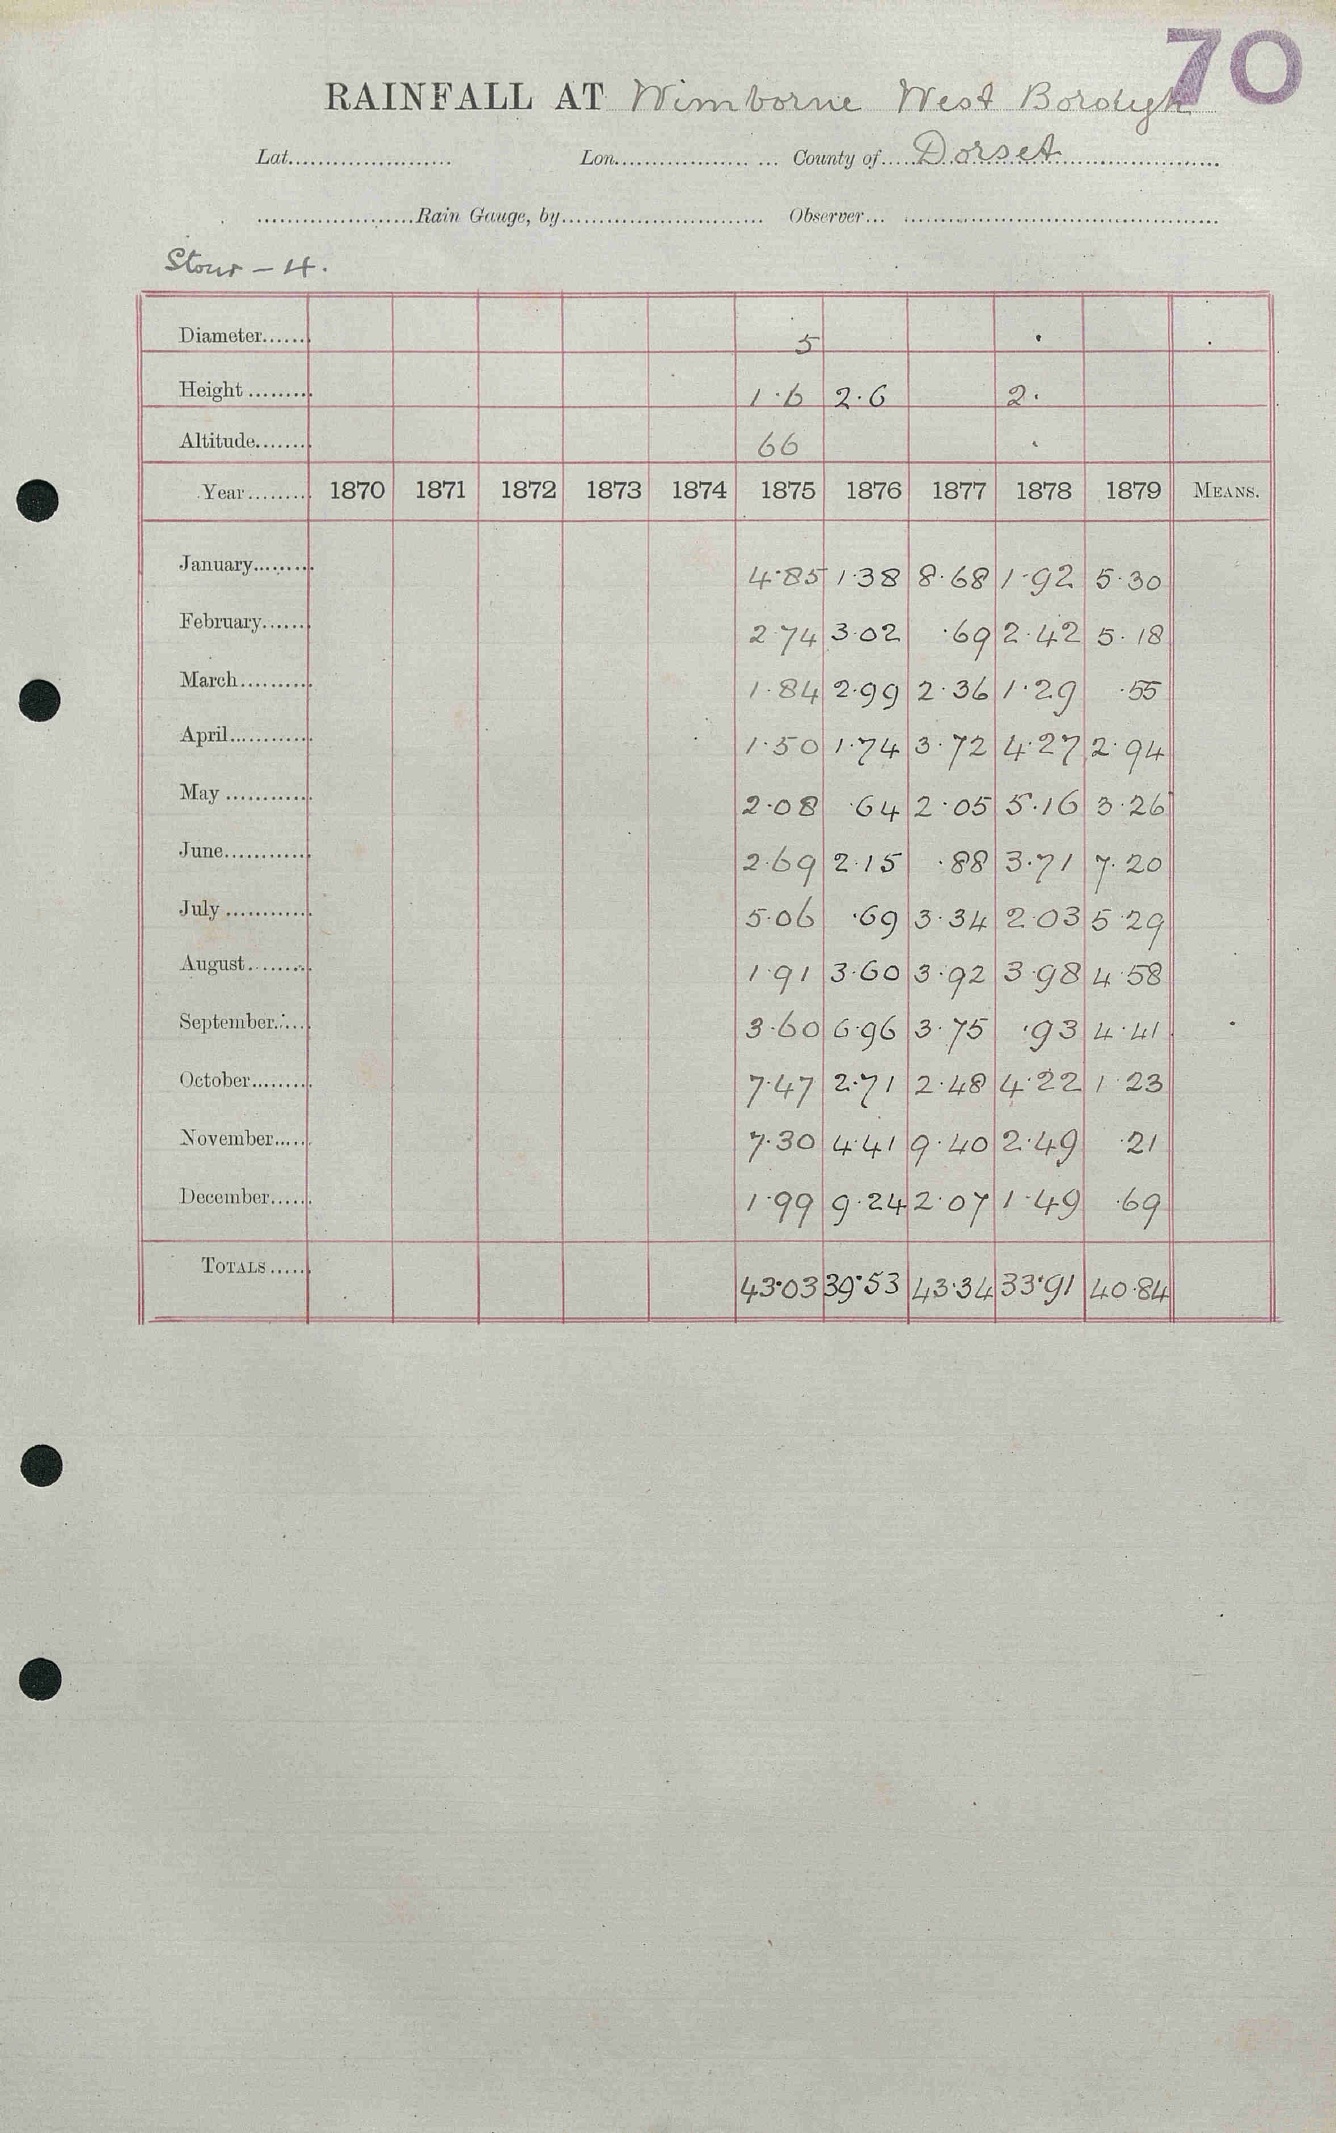 70
RAINFALL AT Wimborne West Borough
Lat. Lon. County of Dorset
Rain Gauge, by Observer
Stour - 4.
Diameter 5
Height 1·6 2·6 2·
Altitude 66
Year 1870 1871 1872 1873 1874 1875 1876 1877 1878 1879 MEANS.
January 4·85 1·38 8·68 1·92 5·30
February 2·74 3·02 ·69 2·42 5·18
March 1·84 2·99 2·36 1·29 ·55
April 1·50 1·74 3·72 4·27 2·94
May 2·08 ·64 2·05 5·16 3·26
June 2·69 2·15 ·88 3·71 7·20
July 5·06 ·69 3·34 2·03 5·29
August 1·91 3·60 3·92 3·98 4·58
September 3·60 6·96 3·75 ·93 4·41
October 7·47 2·71 2·48 4·22 1·23
November 7·30 4·41 9·40 2·49 ·21
December 1·99 9·24 2·07 1·49 ·69
TOTALS 43·03 39·53 43·34 33·91 40·84